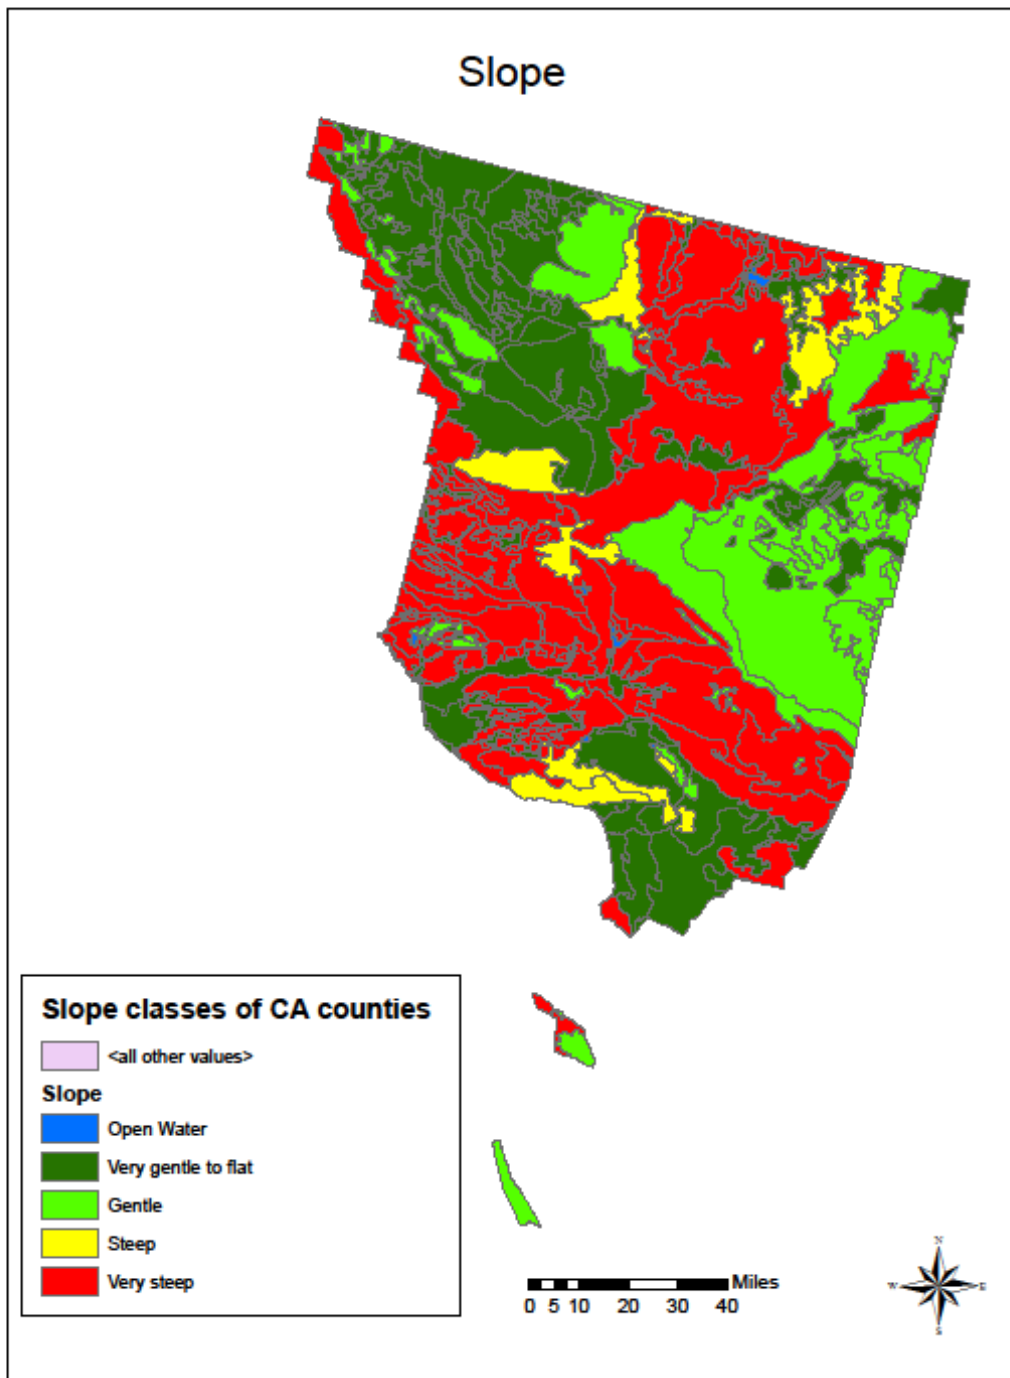 Slope
Slope classes of CA counties
<all other values>
Slope
Open Water
Very gentle to flat
Gentle
Steep
Very steep
Miles
0 5 10 20 30 40
N
W E
S